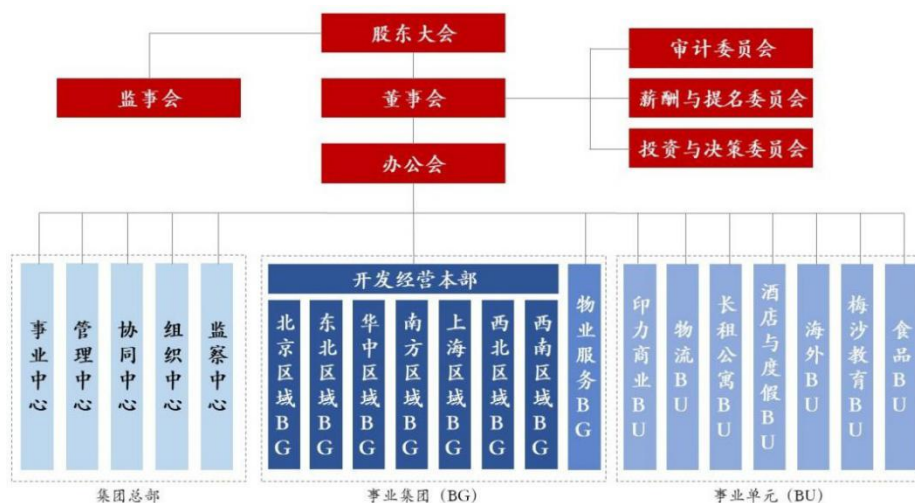 股东大会
审计委员会
监事会
董事会
薪酬与提名委员会
办公会
投资与决策委员会
事业中心
管理中心
协同中心
组织中心
监察中心
开发经营本部
北京区域BG
东北区域BG
华中区域BG
南方区域BG
上海区域BG
西北区域BG
西南区域BG
物业服务BG
印力商业BU
物流BU
长租公寓BU
酒店与度假BU
海外BU
梅沙教育BU
食品BU
集团总部
事业集团（BG）
事业单元（BU）